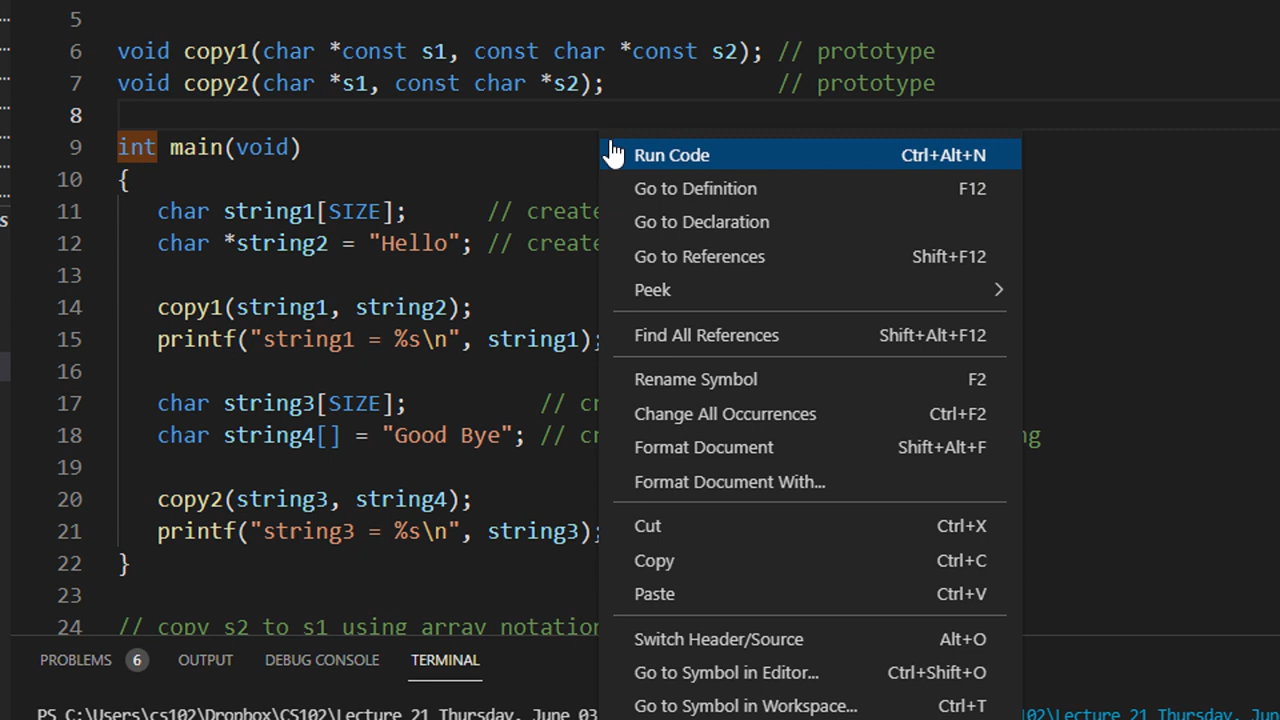 5
6 void copy1(char *const s1, const char *const s2); // prototype
7 void copy2(char *s1, const char *s2); // prototype
8
9 int main(void)
10 {
11 char string1[SIZE]; // create
12 char *string2 = "Hello"; // create
13
14 copy1(string1, string2);
15 printf("string1 = %s\n", string1);
16
17 char string3[SIZE]; // cr
18 char string4[] = "Good Bye"; // cr ng
19
20 copy2(string3, string4);
21 printf("string3 = %s\n", string3);
22 }
23
24 // copy s2 to s1 using array notation
Run Code Ctrl+Alt+N
Go to Definition F12
Go to Declaration
Go to References Shift+F12
Peek
Find All References Shift+Alt+F12
Rename Symbol F2
Change All Occurrences Ctrl+F2
Format Document Shift+Alt+F
Format Document With...
Cut Ctrl+X
Copy Ctrl+C
Paste Ctrl+V
Switch Header/Source Alt+O
Go to Symbol in Editor... Ctrl+Shift+O
Go to Symbol in Workspace... Ctrl+T
PROBLEMS 6 OUTPUT DEBUG CONSOLE TERMINAL
PS C:\Users\cs102\Dropbox\CS102\Lecture 21 Thursday, June 03 102\Lecture 21 Thursday, Jun